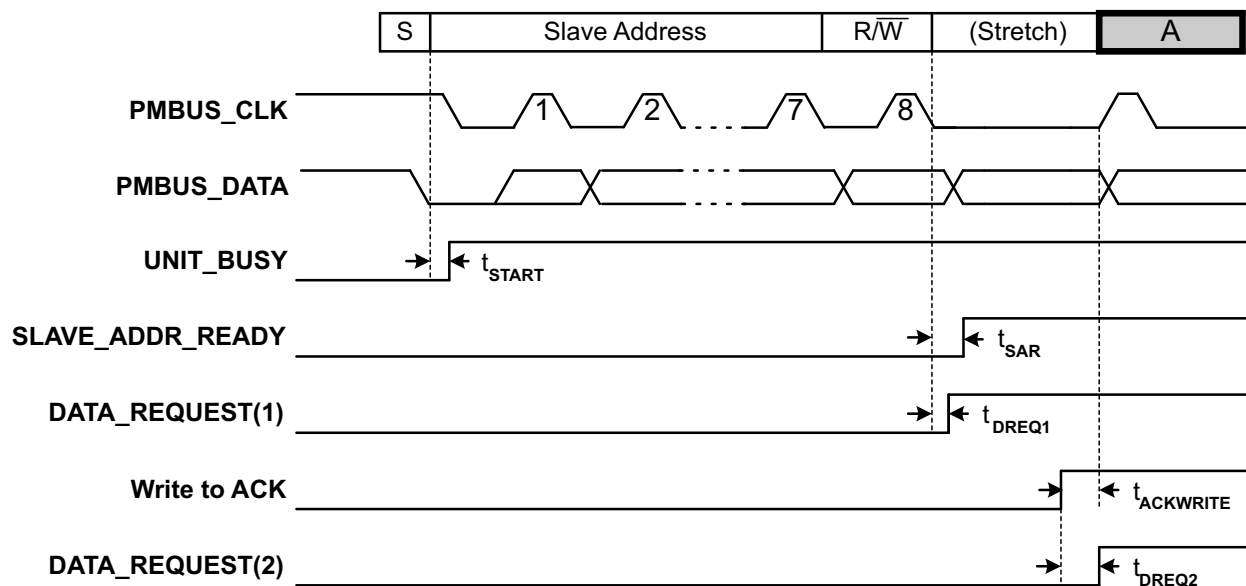 S Slave Address R/W̅ (Stretch) A
PMBUS_CLK 1 2 7 8
PMBUS_DATA
UNIT_BUSY tSTART
SLAVE_ADDR_READY tSAR
DATA_REQUEST(1) tDREQ1
Write to ACK tACKWRITE
DATA_REQUEST(2) tDREQ2